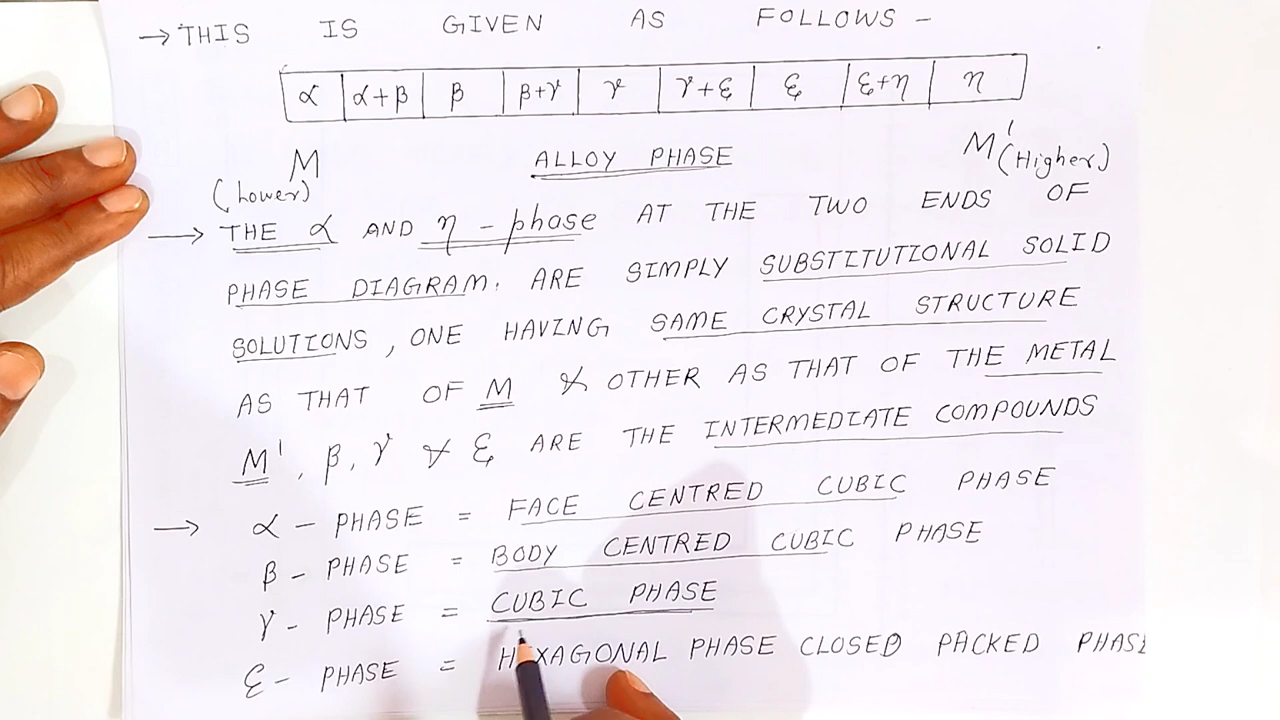 →THIS IS GIVEN AS FOLLOWS -
α α+β β β+γ γ γ+ε ε ε+η η
M ALLOY PHASE M' (Higher)
(Lower)
→ THE α AND η - phase AT THE TWO ENDS OF
PHASE DIAGRAM. ARE SIMPLY SUBSTITUTIONAL SOLID
SOLUTIONS, ONE HAVING SAME CRYSTAL STRUCTURE
AS THAT OF M & OTHER AS THAT OF THE METAL
M', β, γ & ε ARE THE INTERMEDIATE COMPOUNDS
→ α - PHASE = FACE CENTRED CUBIC PHASE
β - PHASE = BODY CENTRED CUBIC PHASE
γ - PHASE = CUBIC PHASE
ε - PHASE = HEXAGONAL PHASE CLOSED PACKED PHASE